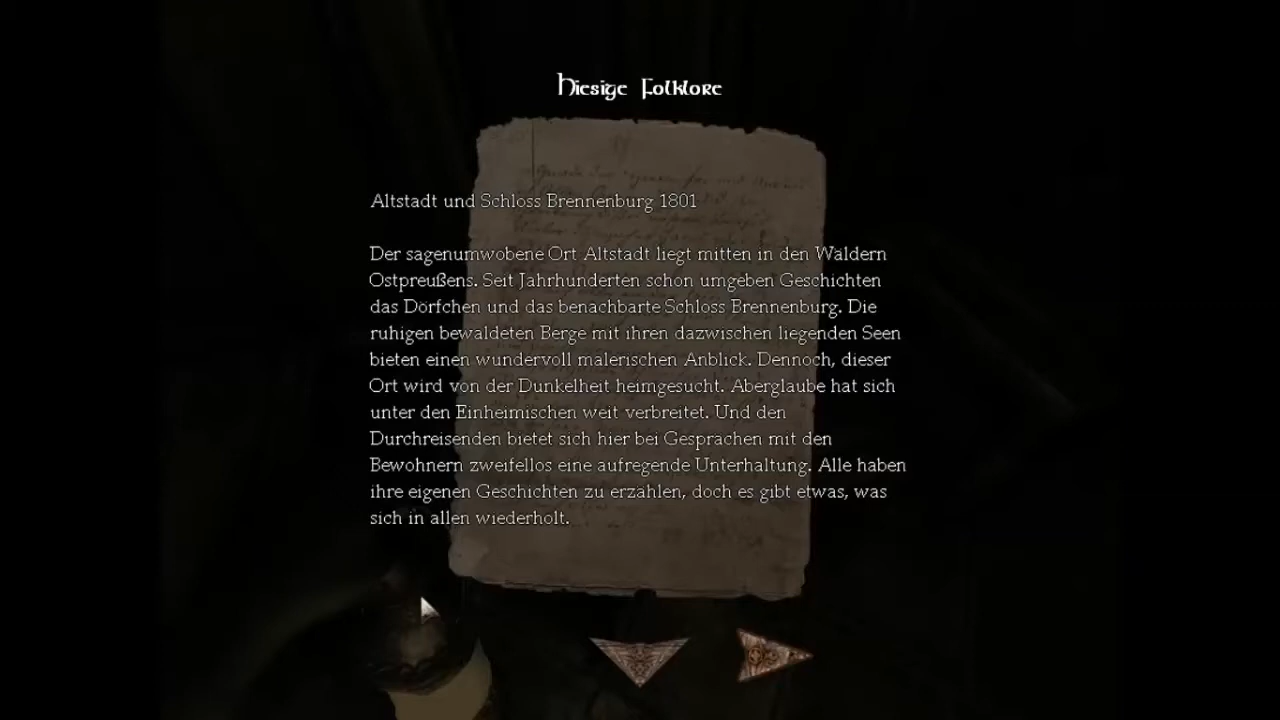 Hiesige Folklore
Altstadt und Schloss Brennenburg 1801
Der sagenumwobene Ort Altstadt liegt mitten in den Wäldern
Ostpreußens. Seit Jahrhunderten schon umgeben Geschichten
das Dörfchen und das benachbarte Schloss Brennenburg. Die
ruhigen bewaldeten Berge mit ihren dazwischen liegenden Seen
bieten einen wundervoll malerischen Anblick. Dennoch, dieser
Ort wird von der Dunkelheit heimgesucht. Aberglaube hat sich
unter den Einheimischen weit verbreitet. Und den
Durchreisenden bietet sich hier bei Gesprächen mit den
Bewohnern zweifellos eine aufregende Unterhaltung. Alle haben
ihre eigenen Geschichten zu erzählen, doch es gibt etwas, was
sich in allen wiederholt.